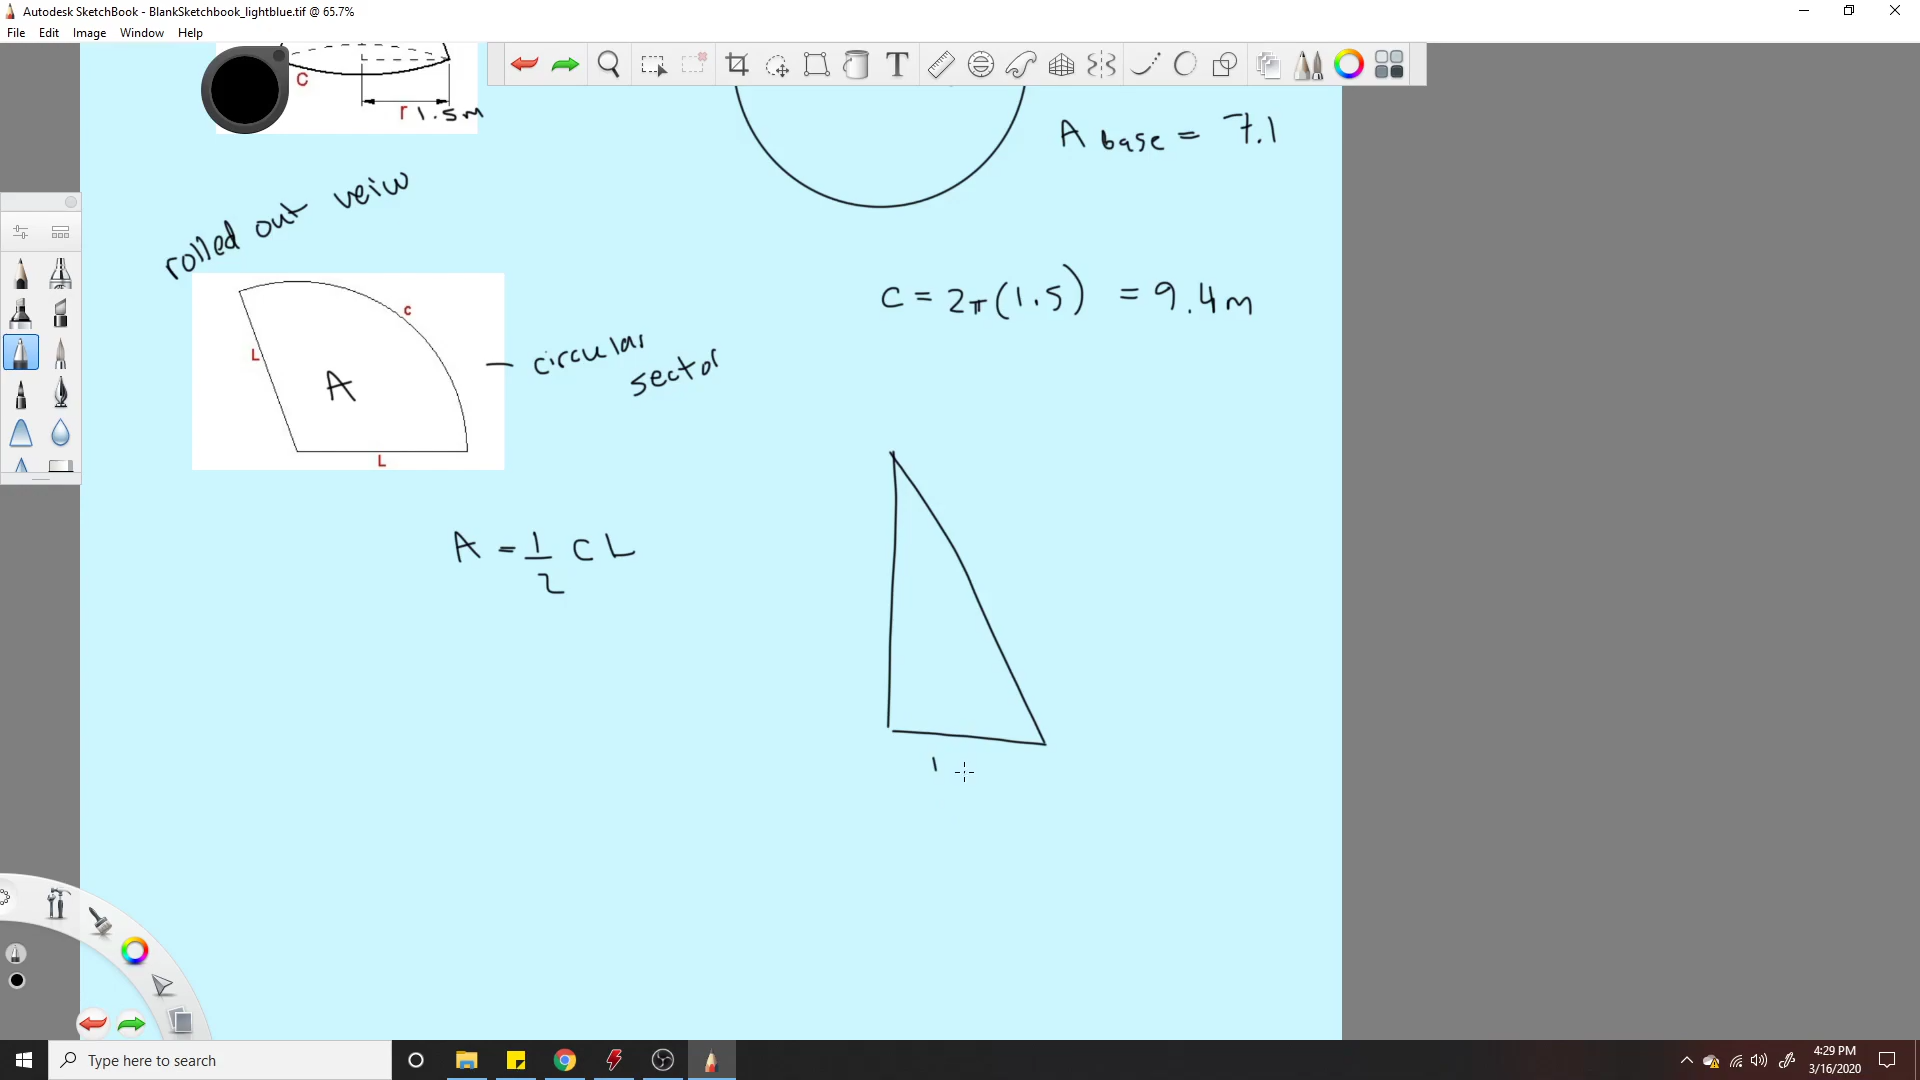 Autodesk SketchBook - BlankSketchbook_lightblue.tif @ 65.7%
File Edit Image Window Help
C
r 1.5m
A base = 7.1
rolled out veiw
C = 2π(1.5) = 9.4m
c
L
A
L
— circular
sector
A = 1/2 C L
1
Type here to search
4:29 PM
3/16/2020